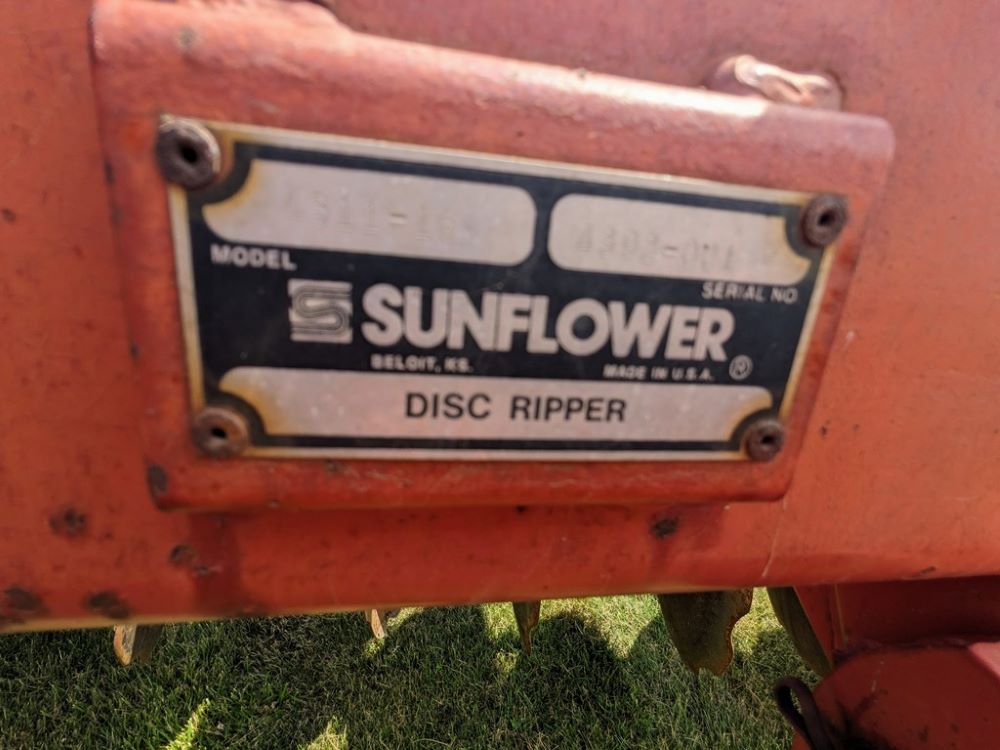 MODEL
SERIAL NO.
SUNFLOWER ®
BELOIT, KS. MADE IN U.S.A.
DISC RIPPER